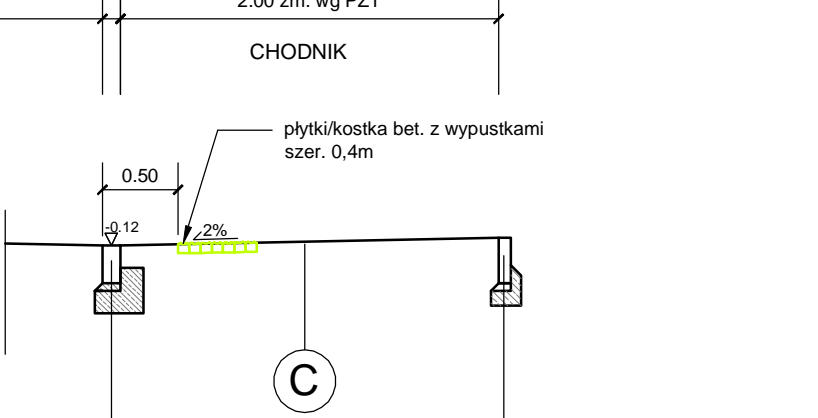 2.00 zm. wg PZT
CHODNIK
płytki/kostka bet. z wypustkami
szer. 0,4m
0.50
-0.12
2%
C